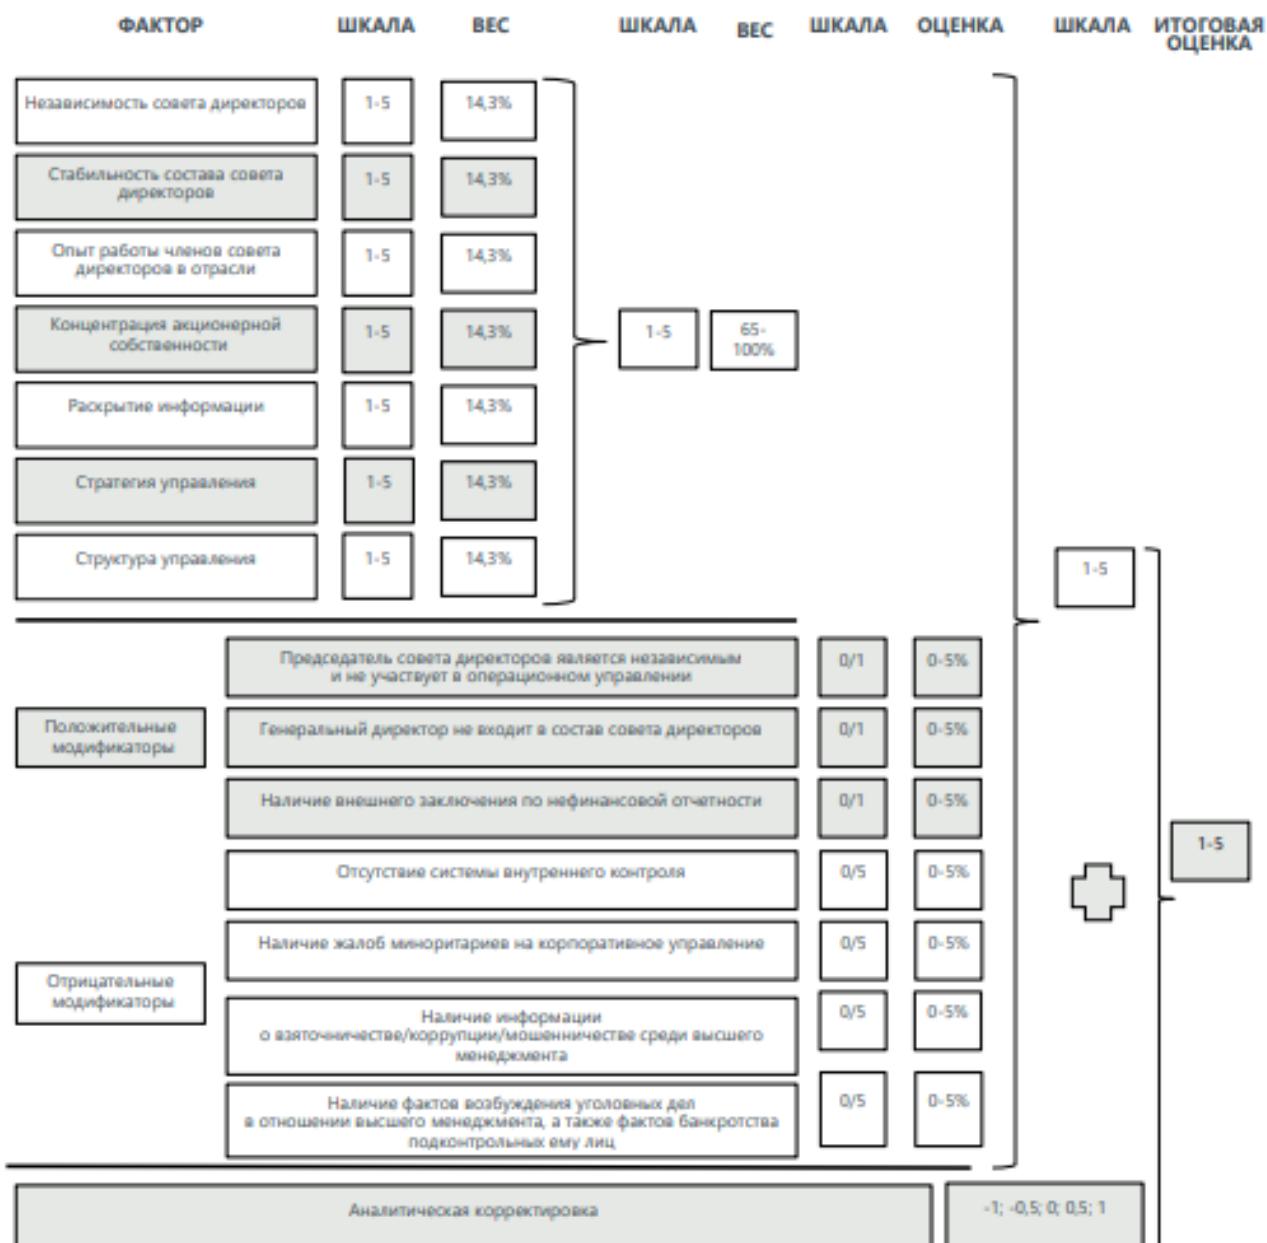 ФАКТОР ШКАЛА ВЕС ШКАЛА ВЕС ШКАЛА ОЦЕНКА ШКАЛА ИТОГОВАЯ
ОЦЕНКА
Независимость совета директоров 1-5 14,3%
Стабильность состава совета
директоров
1-5 14,3%
Опыт работы членов совета
директоров в отрасли
1-5 14,3%
Концентрация акционерной
собственности
1-5 14,3%
1-5 65-
100%
Раскрытие информации 1-5 14,3%
Стратегия управления 1-5 14,3%
Структура управления 1-5 14,3%
1-5
Положительные
модификаторы
Председатель совета директоров является независимым
и не участвует в операционном управлении
0/1 0-5%
Генеральный директор не входит в состав совета директоров 0/1 0-5%
Наличие внешнего заключения по нефинансовой отчетности 0/1 0-5%
1-5
Отрицательные
модификаторы
Отсутствие системы внутреннего контроля 0/5 0-5%
Наличие жалоб миноритариев на корпоративное управление 0/5 0-5%
Наличие информации
о взяточничестве/коррупции/мошенничестве среди высшего
менеджмента
0/5 0-5%
Наличие фактов возбуждения уголовных дел
в отношении высшего менеджмента, а также фактов банкротства
подконтрольных ему лиц
0/5 0-5%
Аналитическая корректировка -1; -0,5; 0; 0,5; 1